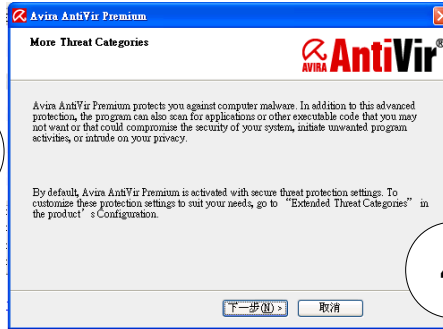 Avira AntiVir Premium
More Threat Categories
AVIRA AntiVir®
Avira AntiVir Premium protects you against computer malware. In addition to this advanced
protection, the program can also scan for applications or other executable code that you may
not want or that could compromise the security of your system, initiate unwanted program
activities, or intrude on your privacy.
By default, Avira AntiVir Premium is activated with secure threat protection settings. To
customize these protection settings to suit your needs, go to “Extended Threat Categories” in
the product’s Configuration.
下一步(N) > 取消